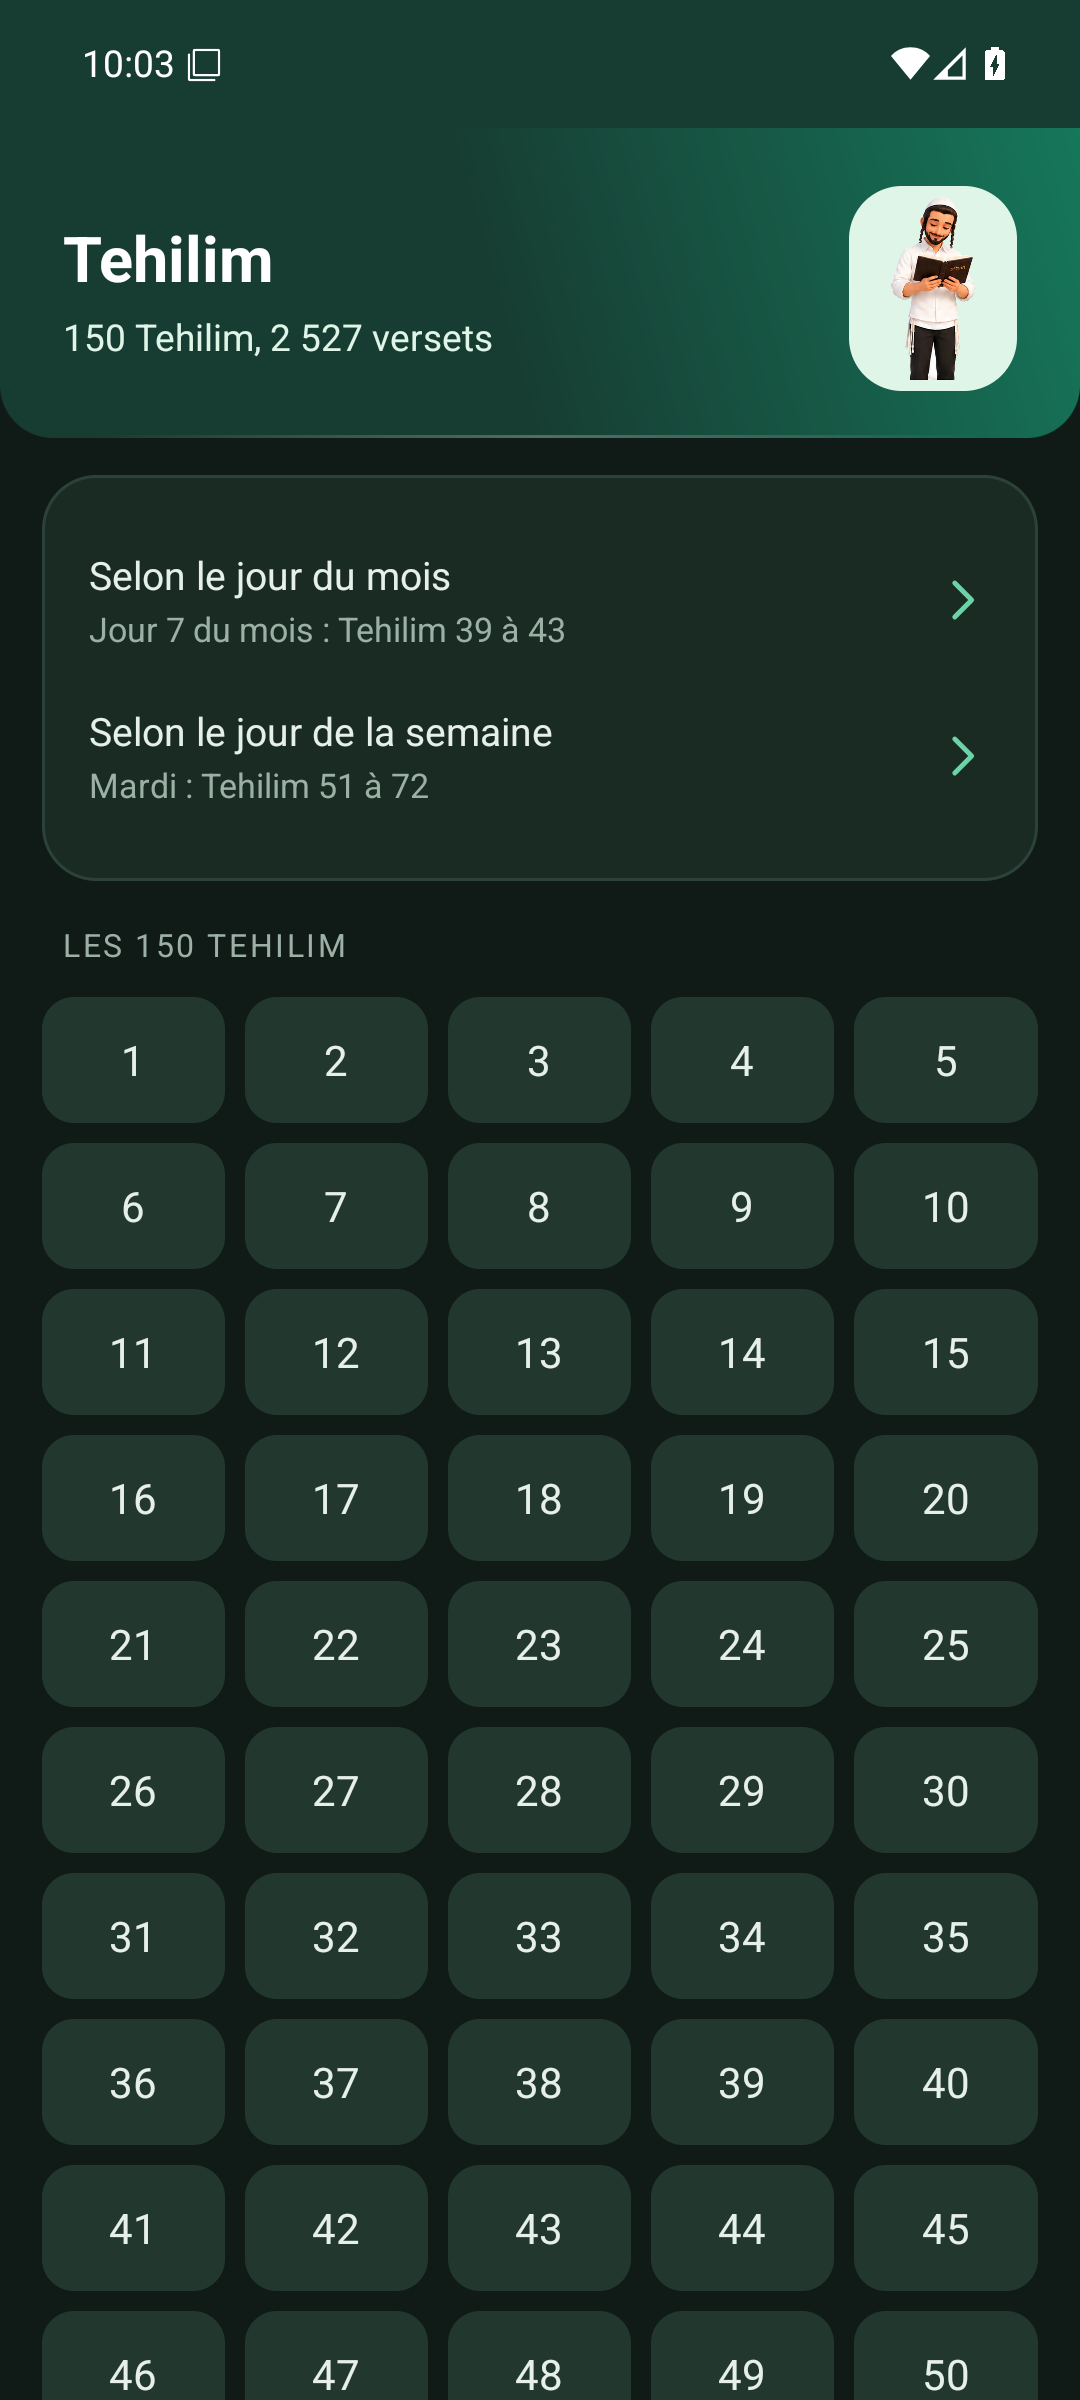 10:03
Tehilim
150 Tehilim, 2 527 versets
Selon le jour du mois
Jour 7 du mois : Tehilim 39 à 43
Selon le jour de la semaine
Mardi : Tehilim 51 à 72
LES 150 TEHILIM
1 2 3 4 5
6 7 8 9 10
11 12 13 14 15
16 17 18 19 20
21 22 23 24 25
26 27 28 29 30
31 32 33 34 35
36 37 38 39 40
41 42 43 44 45
46 47 48 49 50